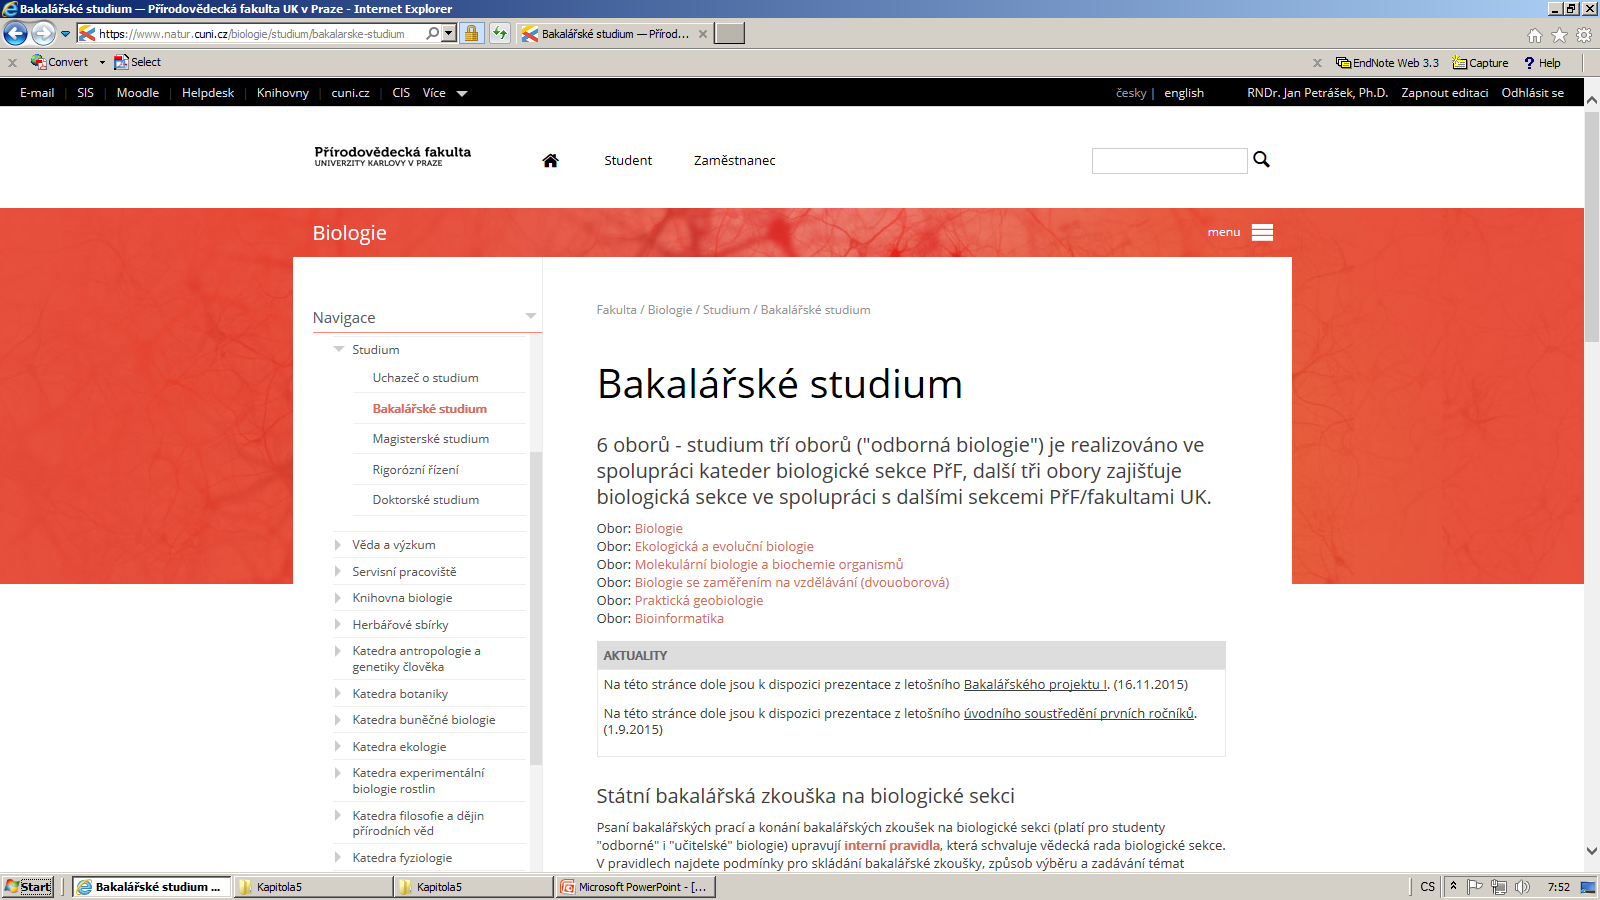 Bakalářské studium — Přírodovědecká fakulta UK v Praze - Internet Explorer
https://www.natur.cuni.cz/biologie/studium/bakalarske-studium
Bakalářské studium — Přírod...
Convert
Select
EndNote Web 3.3
Capture
Help
E-mail | SIS | Moodle | Helpdesk | Knihovny | cuni.cz | CIS Více
česky | english
RNDr. Jan Petrášek, Ph.D. Zapnout editaci Odhlásit se
Přírodovědecká fakulta
UNIVERZITY KARLOVY V PRAZE
Student
Zaměstnanec
Biologie
menu
Navigace
Studium
Uchazeč o studium
Bakalářské studium
Magisterské studium
Rigorózní řízení
Doktorské studium
Věda a výzkum
Servisní pracoviště
Knihovna biologie
Herbářové sbírky
Katedra antropologie a
genetiky člověka
Katedra botaniky
Katedra buněčné biologie
Katedra ekologie
Katedra experimentální
biologie rostlin
Katedra filosofie a dějin
přírodních věd
Katedra fyziologie
Fakulta / Biologie / Studium / Bakalářské studium
Bakalářské studium
6 oborů - studium tří oborů ("odborná biologie") je realizováno ve
spolupráci kateder biologické sekce PřF, další tři obory zajišťuje
biologická sekce ve spolupráci s dalšími sekcemi PřF/fakultami UK.
Obor: Biologie
Obor: Ekologická a evoluční biologie
Obor: Molekulární biologie a biochemie organismů
Obor: Biologie se zaměřením na vzdělávání (dvouoborová)
Obor: Praktická geobiologie
Obor: Bioinformatika
AKTUALITY
Na této stránce dole jsou k dispozici prezentace z letošního Bakalářského projektu I. (16.11.2015)
Na této stránce dole jsou k dispozici prezentace z letošního úvodního soustředění prvních ročníků.
(1.9.2015)
Státní bakalářská zkouška na biologické sekci
Psaní bakalářských prací a konání bakalářských zkoušek na biologické sekci (platí pro studenty
"odborné" i "učitelské" biologie) upravují interní pravidla, která schvaluje vědecká rada biologické sekce.
V pravidlech najdete podmínky pro skládání bakalářské zkoušky, způsob výběru a zadávání témat
Start
Bakalářské studium ...
Kapitola5
Kapitola5
Microsoft PowerPoint - [...
CS
7:52